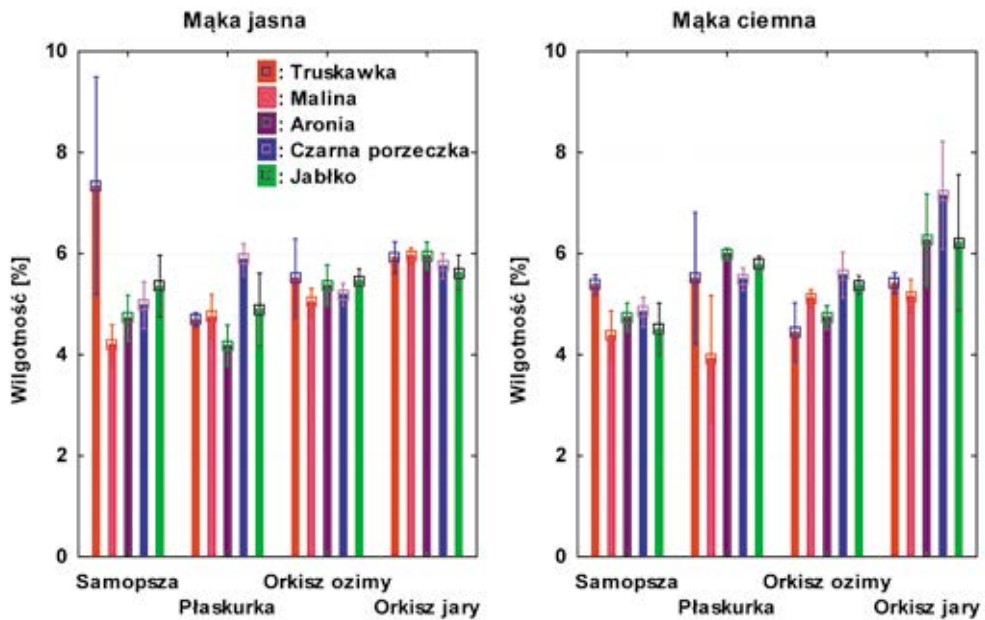 Mąka jasna
Wilgotność [%]
10
8
6
4
2
0
: Truskawka
: Malina
: Aronia
: Czarna porzeczka
: Jabłko
Samopsza
Orkisz ozimy
Płaskurka
Orkisz jary
Mąka ciemna
Wilgotność [%]
10
8
6
4
2
0
Samopsza
Orkisz ozimy
Płaskurka
Orkisz jary